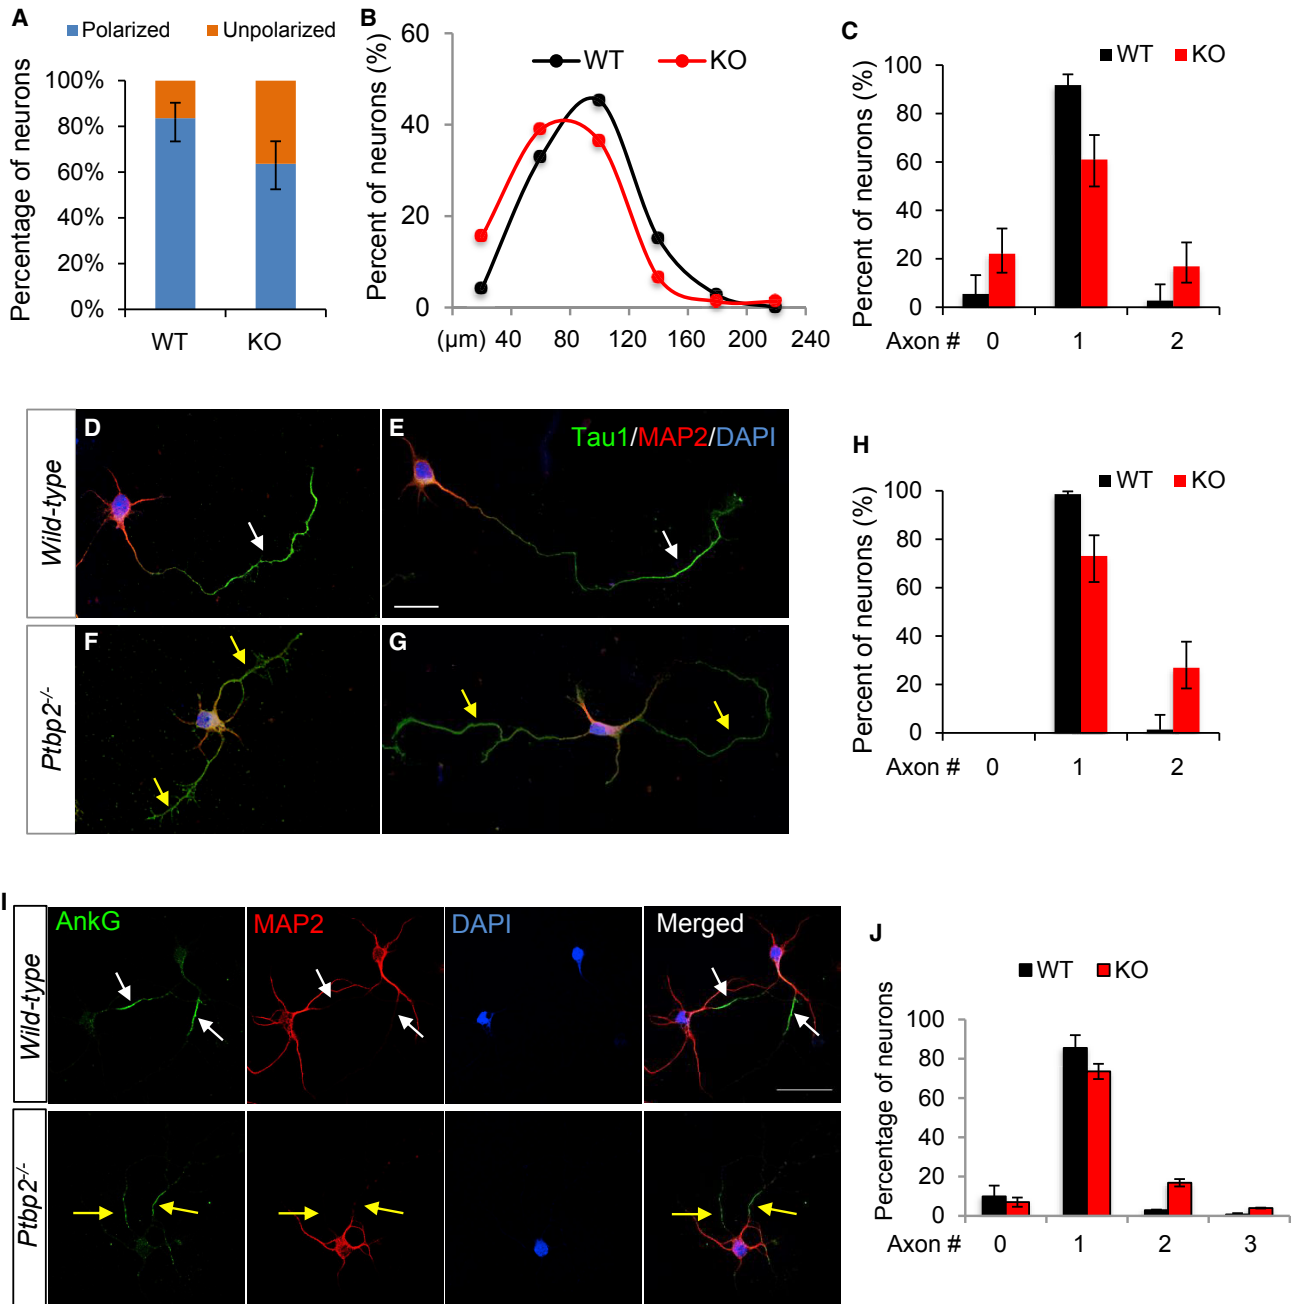 A
Polarized Unpolarized
Percentage of neurons
100%
80%
60%
40%
20%
0%
WT KO
B
WT KO
Percent of neurons (%)
60
40
20
0
(μm) 40 80 120 160 200 240
C
WT KO
Percent of neurons (%)
100
80
60
40
20
0
Axon # 0 1 2
Wild-type
D
E
Tau1/MAP2/DAPI
Ptbp2-/-
F
G
H
WT KO
Percent of neurons (%)
100
80
60
40
20
0
Axon # 0 1 2
I
Wild-type
AnkG MAP2 DAPI Merged
Ptbp2-/-
J
WT KO
Percentage of neurons
100
80
60
40
20
0
Axon # 0 1 2 3